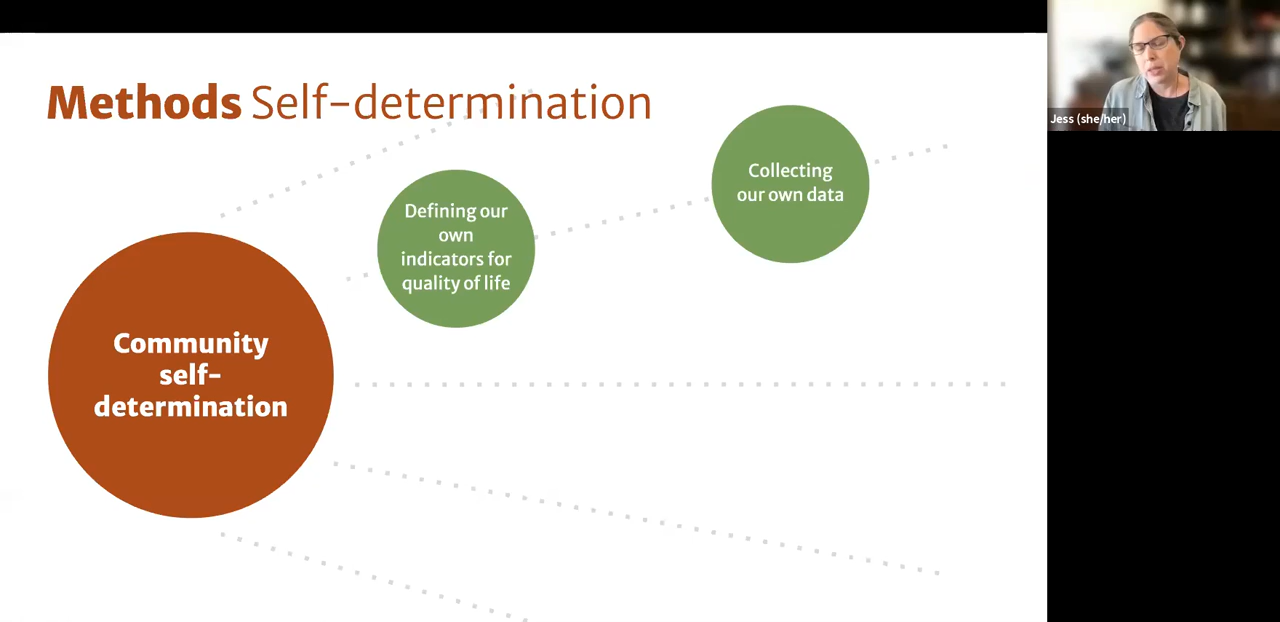 Methods Self-determination
Collecting
our own data
Defining our
own
indicators for
quality of life
Community
self-
determination
Jess (she/her)